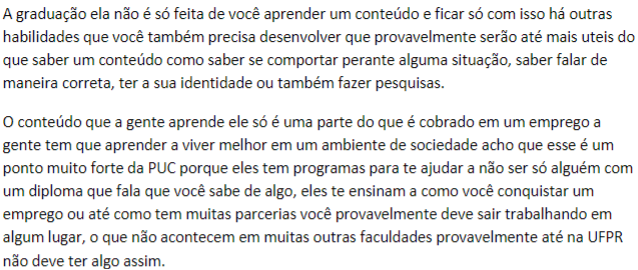 A graduação ela não é só feita de você aprender um conteúdo e ficar só com isso há outras
habilidades que você também precisa desenvolver que provavelmente serão até mais uteis do
que saber um conteúdo como saber se comportar perante alguma situação, saber falar de
maneira correta, ter a sua identidade ou também fazer pesquisas.
O conteúdo que a gente aprende ele só é uma parte do que é cobrado em um emprego a
gente tem que aprender a viver melhor em um ambiente de sociedade acho que esse é um
ponto muito forte da PUC porque eles tem programas para te ajudar a não ser só alguém com
um diploma que fala que você sabe de algo, eles te ensinam a como você conquistar um
emprego ou até como tem muitas parcerias você provavelmente deve sair trabalhando em
algum lugar, o que não acontecem em muitas outras faculdades provavelmente até na UFPR
não deve ter algo assim.